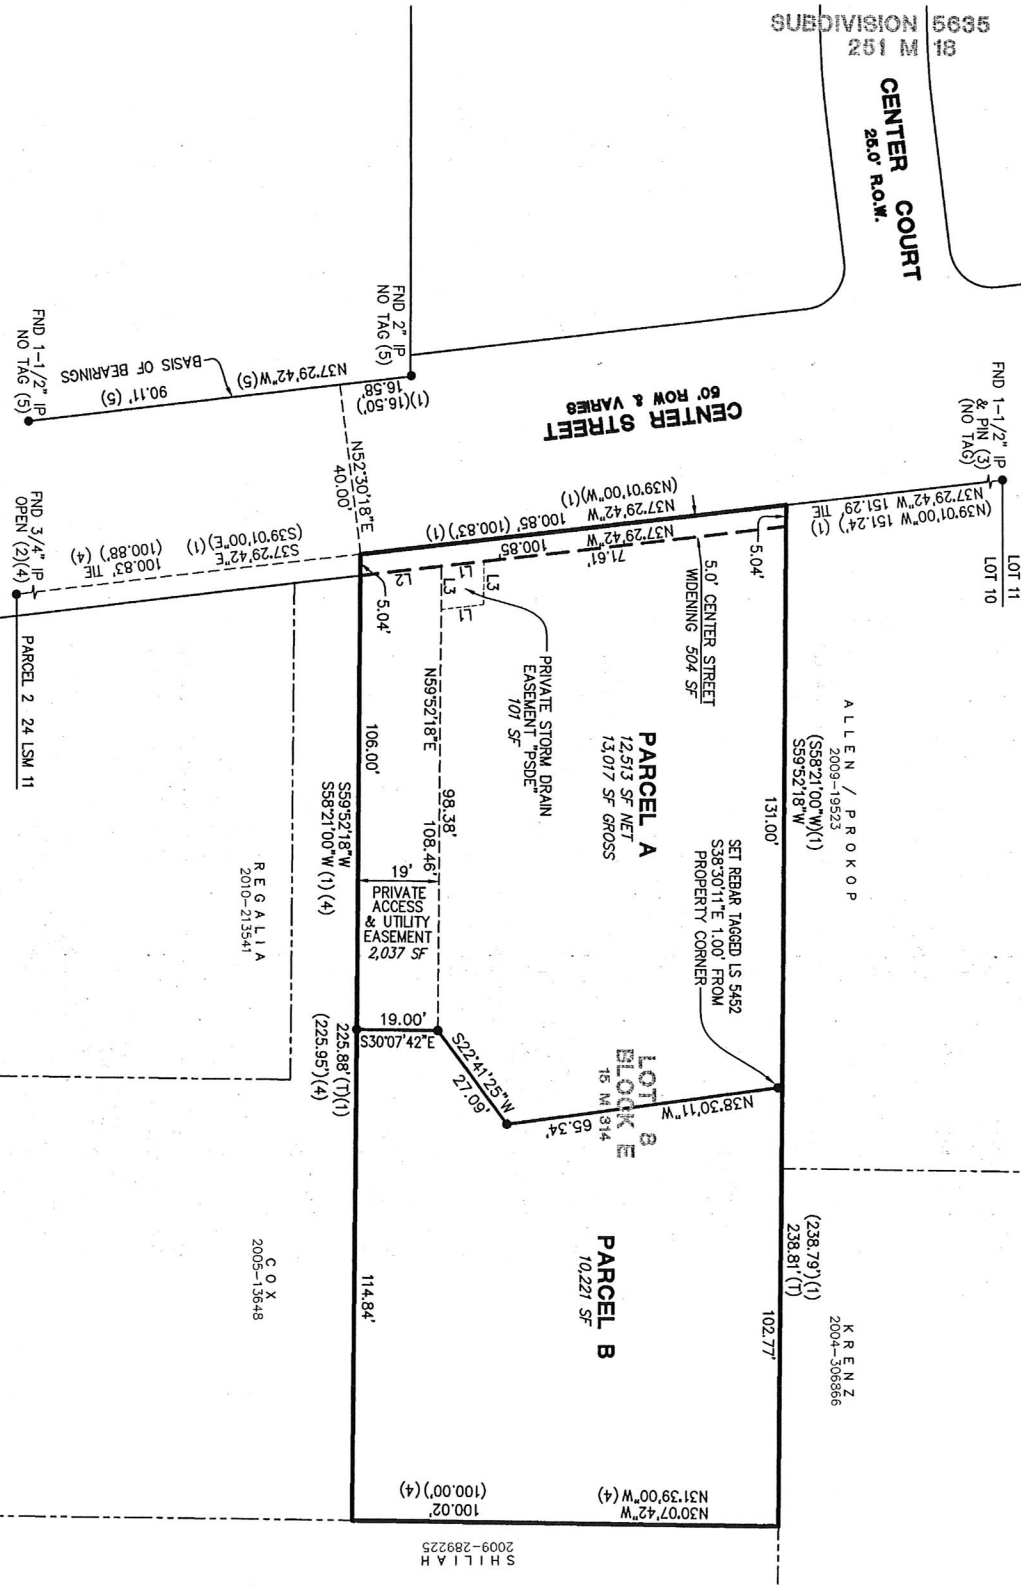 SUBDIVISION 5635
251 M 18
CENTER COURT
25.0' R.O.W.
FND 1-1/2" IP
& PIN (3)
(NO TAG)
LOT 11
LOT 10
(N39°01'00"W 151.24') (1)
N37°29'42"W 151.29' TIE
CENTER STREET
50' ROW & VARIES
FND 2" IP
NO TAG (5)
(1)(16.50')
16.58'
N37°29'42"W(5)
BASIS OF BEARINGS
90.11' (5)
FND 1-1/2" IP
NO TAG (5)
N52°30'18"E
40.00'
FND 3/4" IP
OPEN (2)(4)
S37°29'42"E
(S39°01'00"E)(1)
100.83' TIE
(100.88') (4)
PARCEL 2 24 LSM 11
N37°29'42"W 100.85' (100.83')(1)
(N39°01'00"W)(1)
N37°29'42"W
100.85'
71.61'
5.04'
5.0' CENTER STREET
WIDENING 504 SF
L1
L3
L3
L1
L2
5.04'
PRIVATE STORM DRAIN
EASEMENT "PSDE"
101 SF
ALLEN / PROKOP
2009-19523
(S58°21'00"W)(1)
S59°52'18"W
131.00'
PARCEL A
12,513 SF NET
13,017 SF GROSS
SET REBAR TAGGED LS 5452
S38°30'11"E 1.00' FROM
PROPERTY CORNER
N59°52'18"E
98.38'
108.46'
19'
PRIVATE
ACCESS
& UTILITY
EASEMENT
2,037 SF
106.00'
S59°52'18"W
S58°21'00"W (1) (4)
REGALIA
2010-213541
19.00'
S30°07'42"E
S22°41'25"W
27.09'
65.34'
N38°30'11"W
LOT 8
BLOCK E
15 M 314
225.88' (T)(1)
(225.95')(4)
(238.79')(1)
238.81'(T)
KRENZ
2004-306866
102.77'
PARCEL B
10,221 SF
114.84'
COX
2005-13648
N30°07'42"W
N31°39'00"W (4)
100.02'
(100.00')(4)
SHILIAH
2009-289225